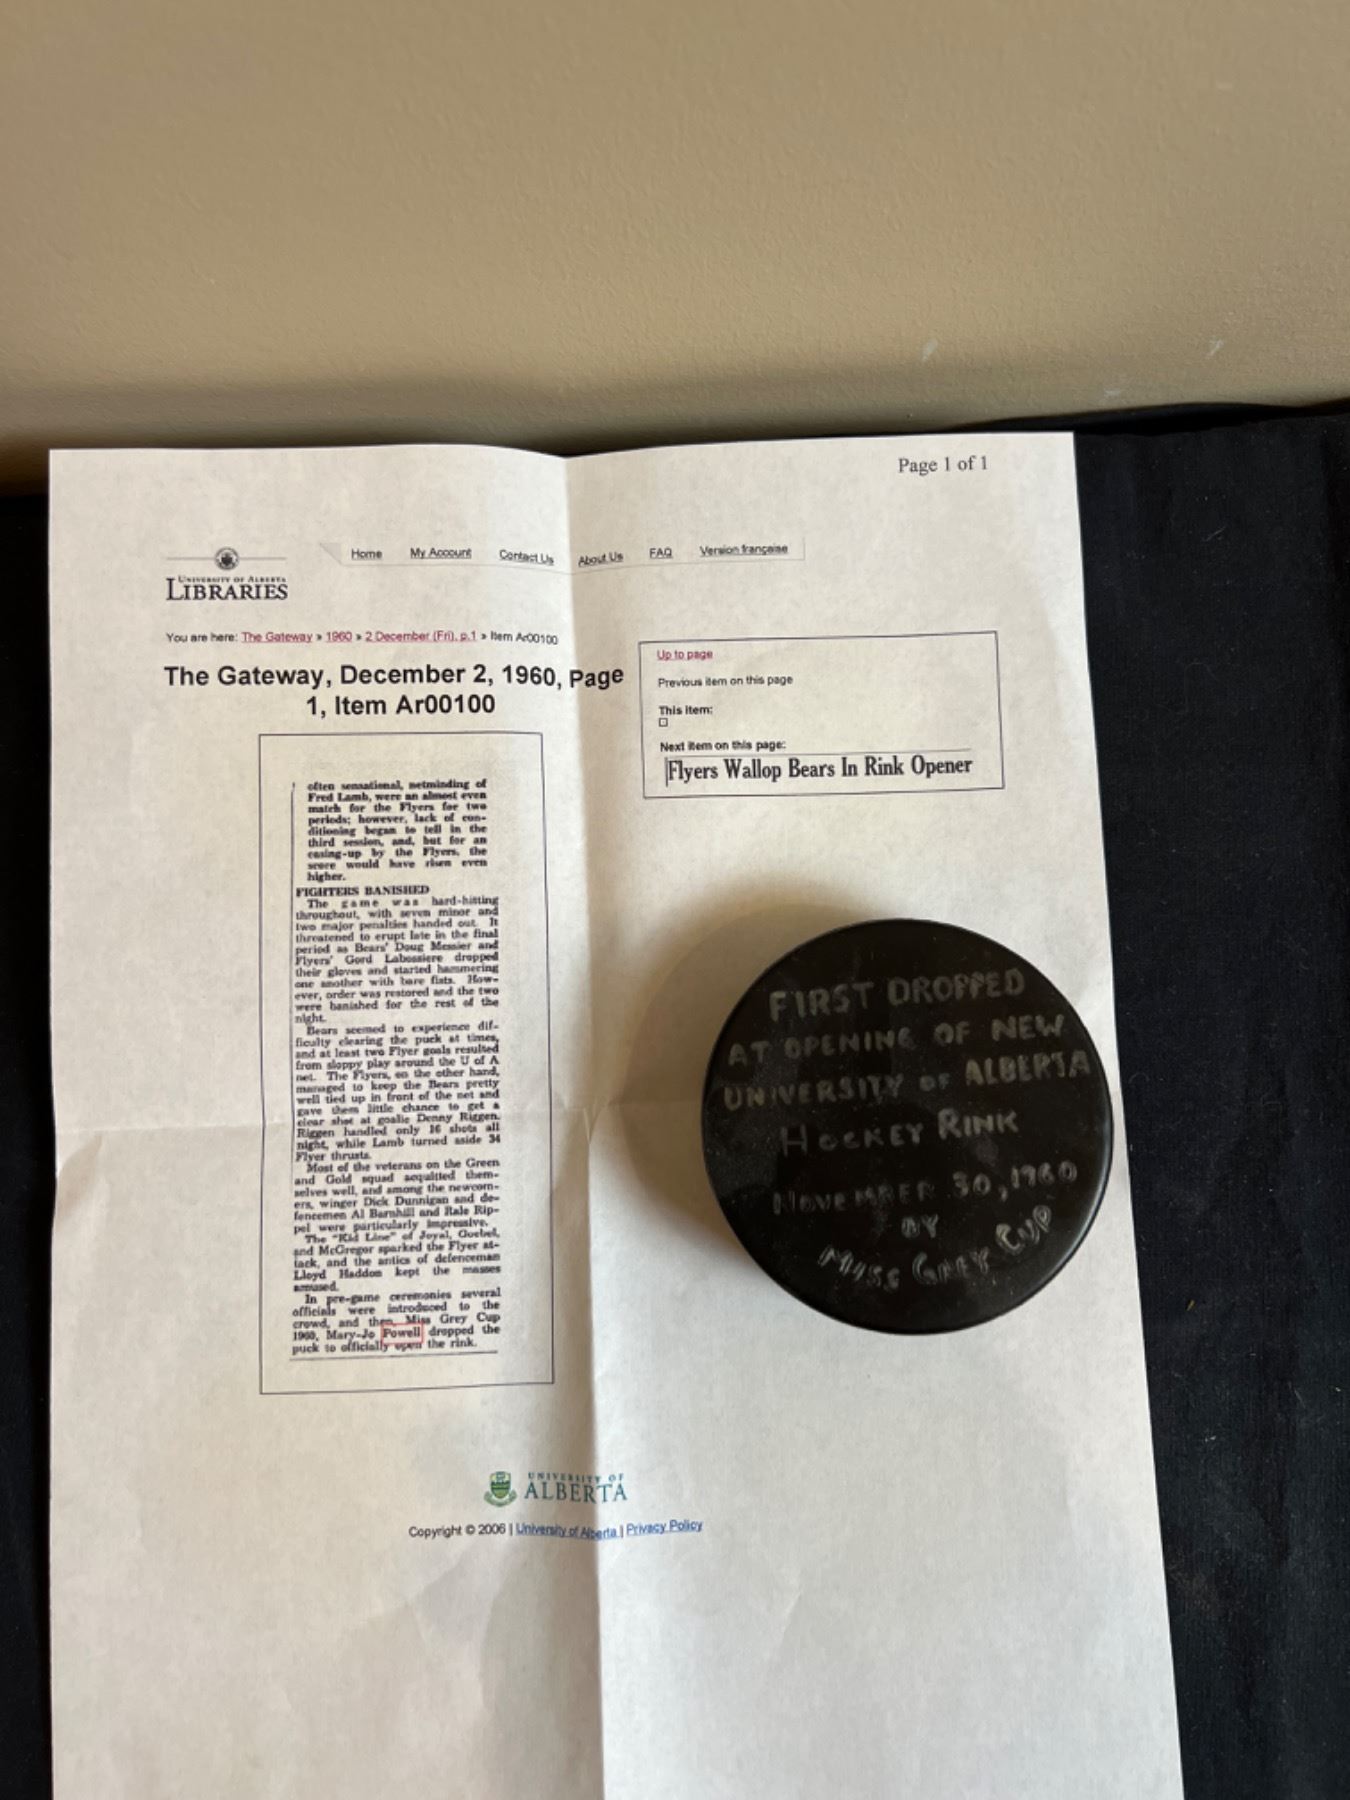 Page 1 of 1
UNIVERSITY OF ALBERTA
LIBRARIES
Home My Account Contact Us About Us FAQ Version française
You are here: The Gateway » 1960 » 2 December (Fri), p.1 » Item Ar00100
The Gateway, December 2, 1960, Page
1, Item Ar00100
Up to page
Previous item on this page
This item:
Next item on this page:
Flyers Wallop Bears In Rink Opener
often sensational, netminding of
Fred Lamb, were an almost even
match for the Flyers for two
periods; however, lack of con-
ditioning began to tell in the
third session, and, but for an
easing-up by the Flyers, the
score would have risen even
higher.
FIGHTERS BANISHED
The game was hard-hitting
throughout, with seven minor and
two major penalties handed out. It
threatened to erupt late in the final
period as Bears' Doug Messier and
Flyers' Gord Labossiere dropped
their gloves and started hammering
one another with bare fists. How-
ever, order was restored and the two
were banished for the rest of the
night.
Bears seemed to experience dif-
ficulty clearing the puck at times,
and at least two Flyer goals resulted
from sloppy play around the U of A
net. The Flyers, on the other hand,
managed to keep the Bears pretty
well tied up in front of the net and
gave them little chance to get a
clear shot at goalie Denny Riggen.
Riggen handled only 16 shots all
night, while Lamb turned aside 34
Flyer thrusts.
Most of the veterans on the Green
and Gold squad acquitted them-
selves well, and among the newcom-
ers, winger Dick Dunnigan and de-
fencemen Al Barnhill and Rale Rip-
pel were particularly impressive.
The "Kid Line" of Joyal, Goebel,
and McGregor sparked the Flyer at-
tack, and the antics of defenceman
Lloyd Haddon kept the masses
amused.
In pre-game ceremonies several
officials were introduced to the
crowd, and then, Miss Grey Cup
1960, Mary-Jo Powell dropped the
puck to officially open the rink.
FIRST DROPPED
AT OPENING OF NEW
UNIVERSITY OF ALBERTA
HOCKEY RINK
NOVEMBER 30, 1960
BY
MISS GREY CUP
UNIVERSITY OF
ALBERTA
Copyright © 2006 | University of Alberta | Privacy Policy